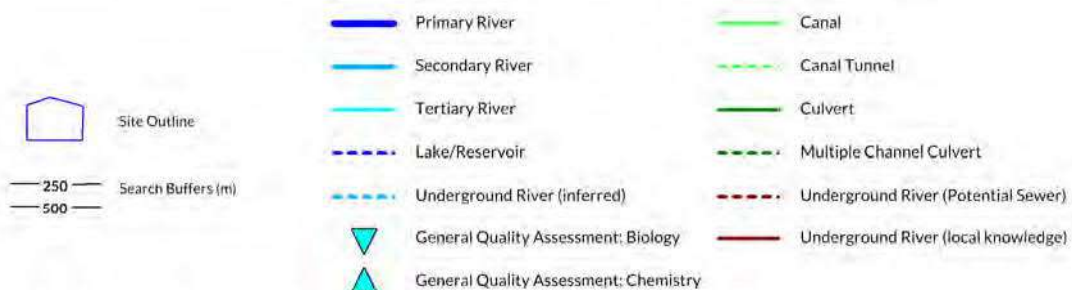 Site Outline
250
Search Buffers (m)
500
Primary River
Secondary River
Tertiary River
Lake/Reservoir
Underground River (inferred)
General Quality Assessment: Biology
General Quality Assessment: Chemistry
Canal
Canal Tunnel
Culvert
Multiple Channel Culvert
Underground River (Potential Sewer)
Underground River (local knowledge)